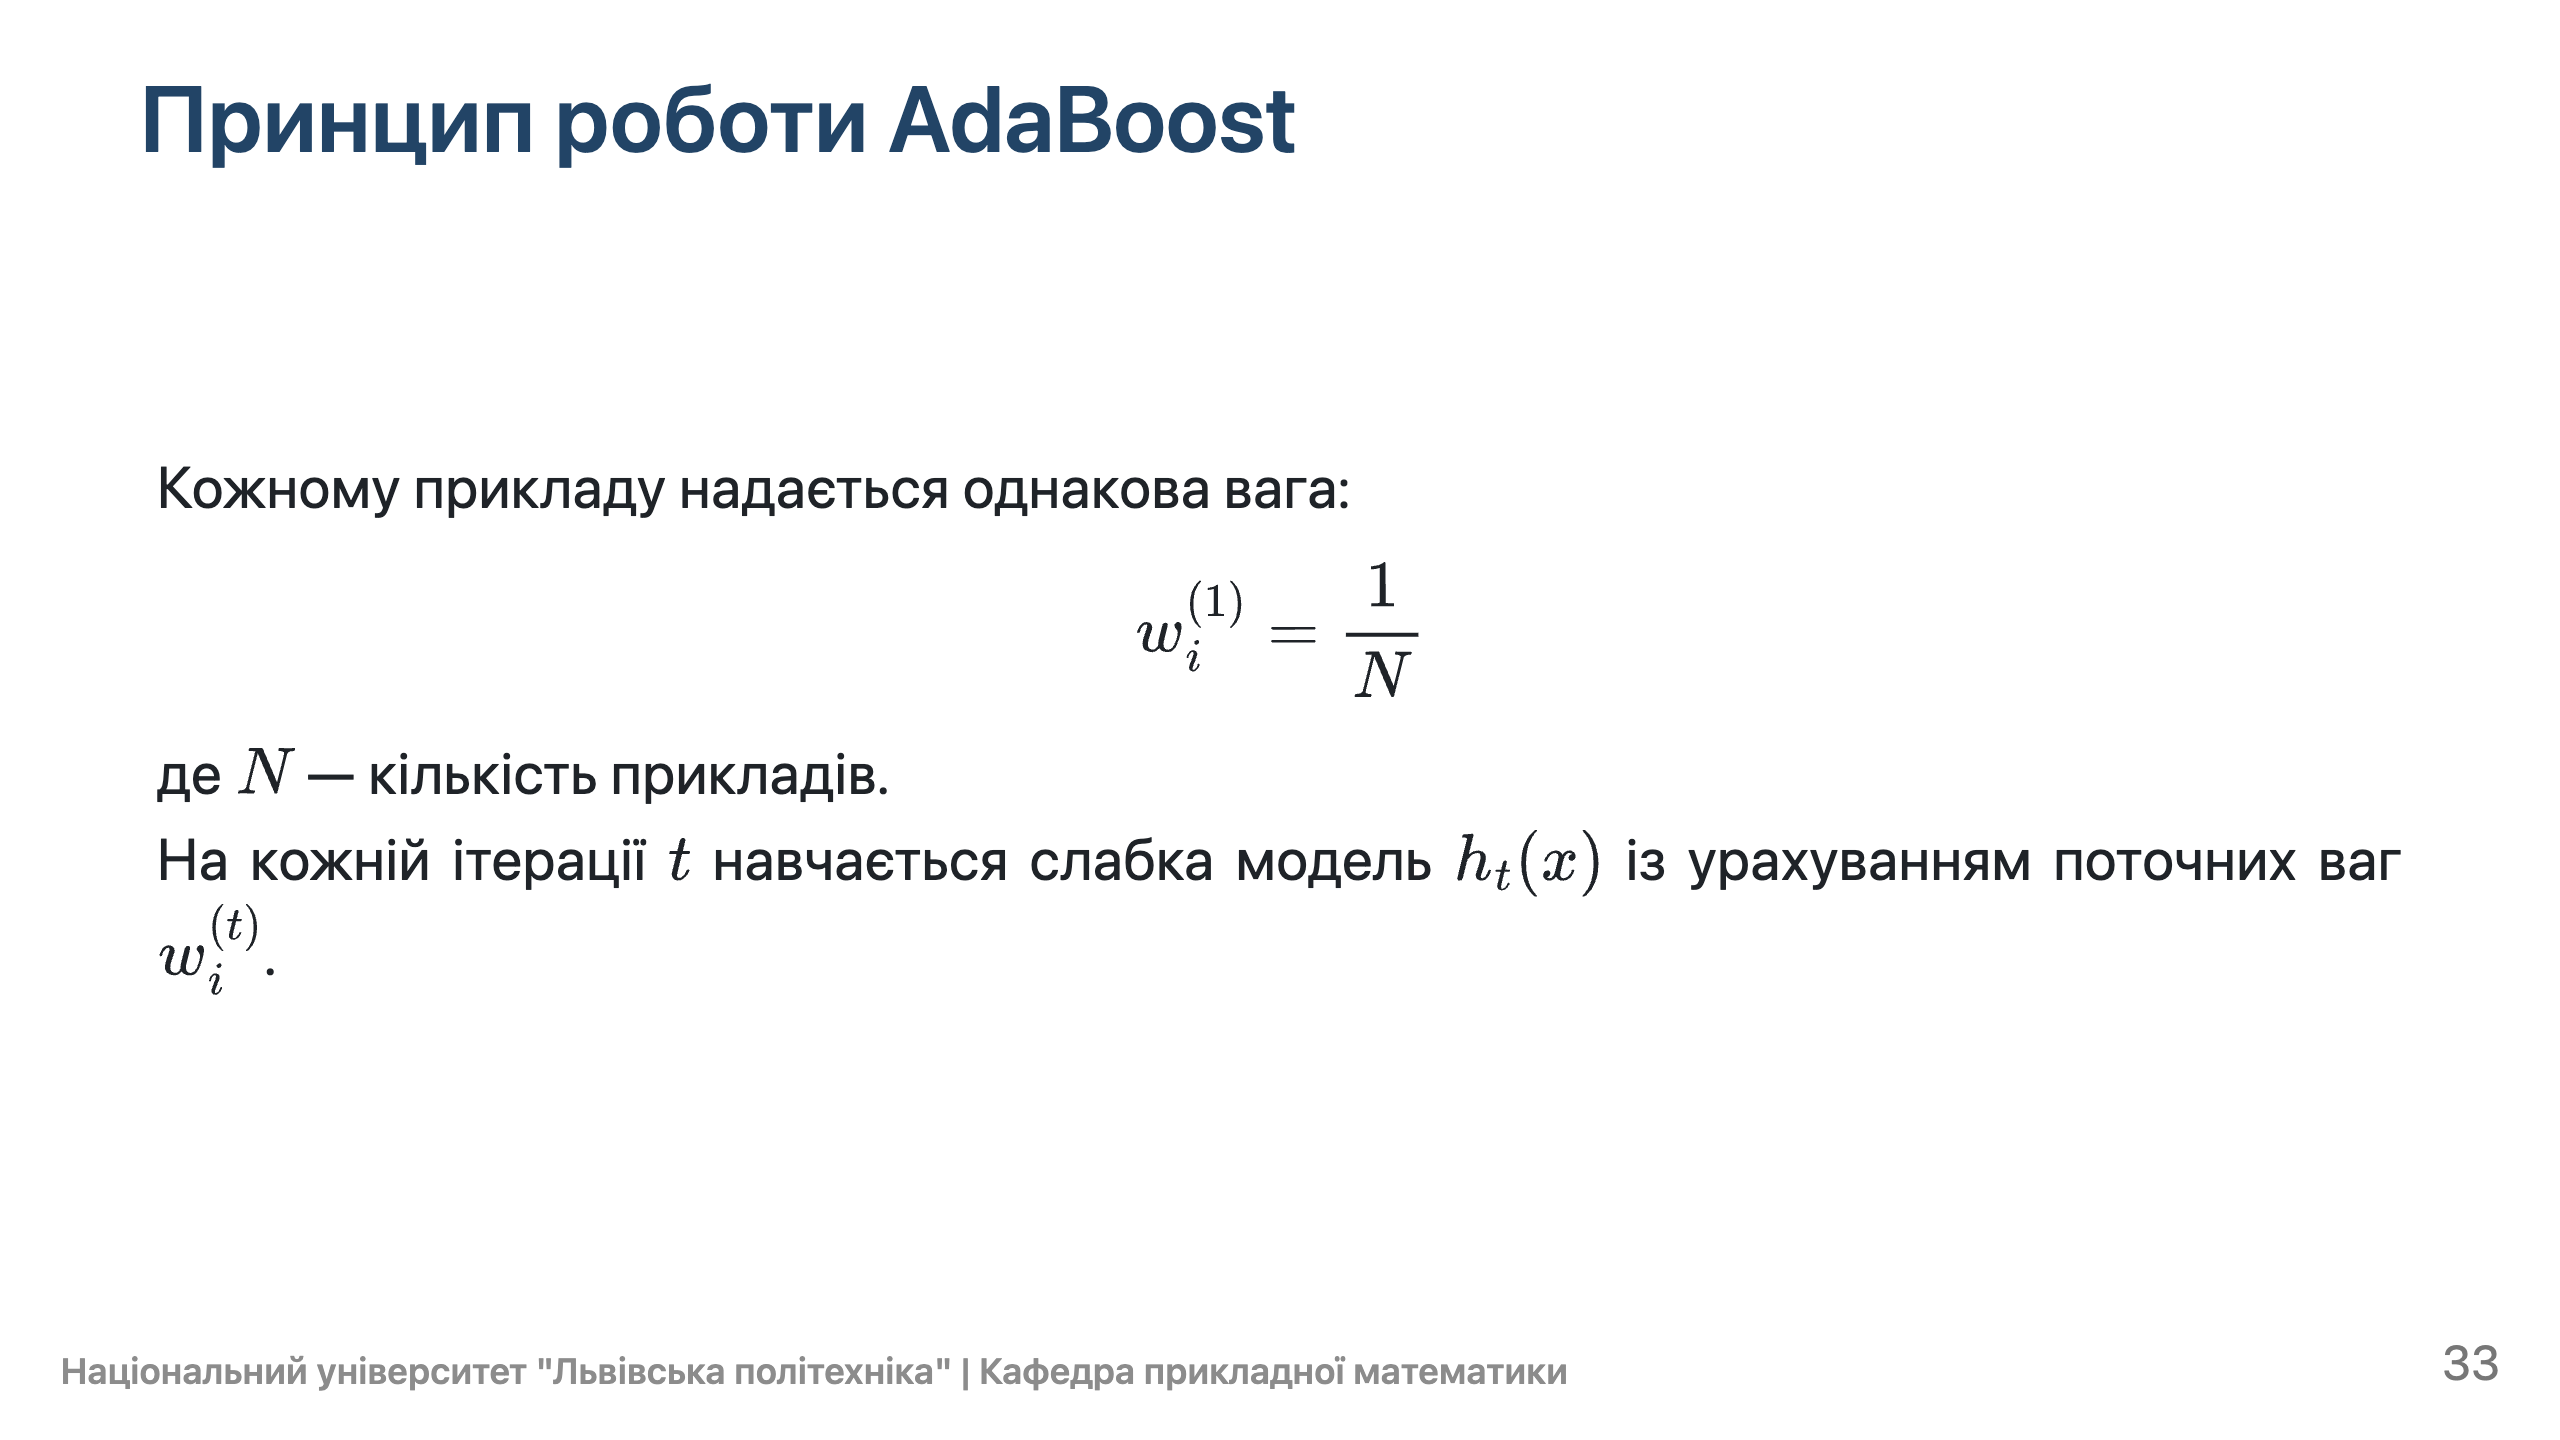 Принцип роботи AdaBoost
Кожному прикладу надається однакова вага:
$w_i^{(1)} = \frac{1}{N}$
де $N$ — кількість прикладів.
На кожній ітерації $t$ навчається слабка модель $h_t(x)$ із урахуванням поточних ваг
$w_i^{(t)}$.
Національний університет "Львівська політехніка" | Кафедра прикладної математики
33